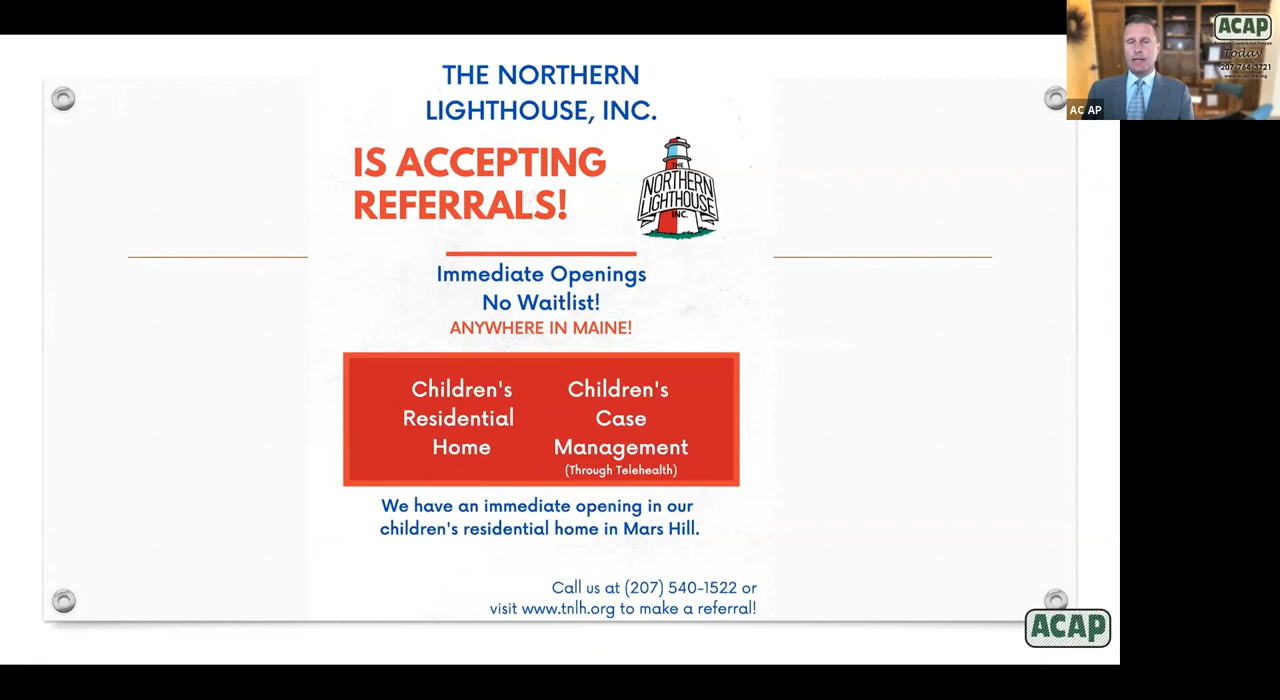 THE NORTHERN
LIGHTHOUSE, INC.
IS ACCEPTING
REFERRALS!
THE
NORTHERN
LIGHTHOUSE
INC.
Immediate Openings
No Waitlist!
ANYWHERE IN MAINE!
Children's
Residential
Home
Children's
Case
Management
(Through Telehealth)
We have an immediate opening in our
children's residential home in Mars Hill.
Call us at (207) 540-1522 or
visit www.tnlh.org to make a referral!
ACAP
Today
207-764-3721
AC AP
ACAP